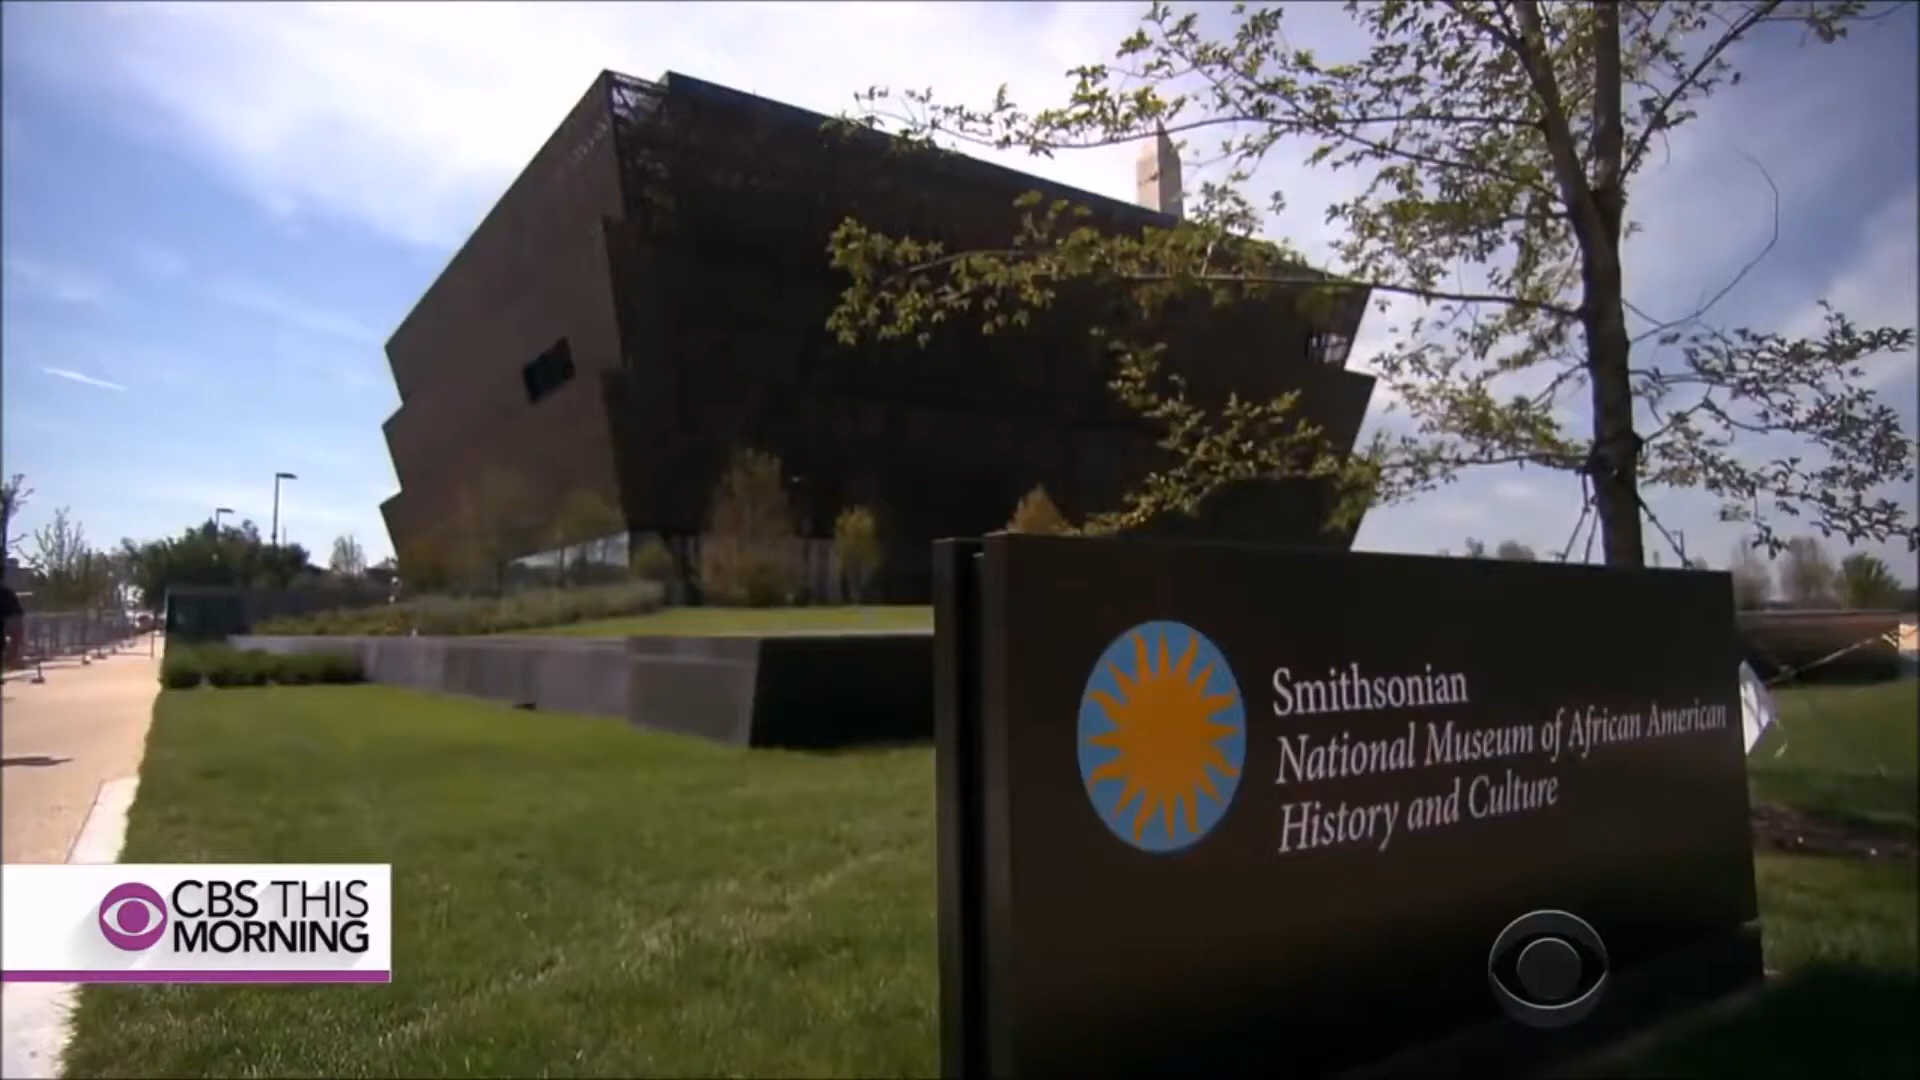 Smithsonian
National Museum of African American
History and Culture
CBS THIS
MORNING